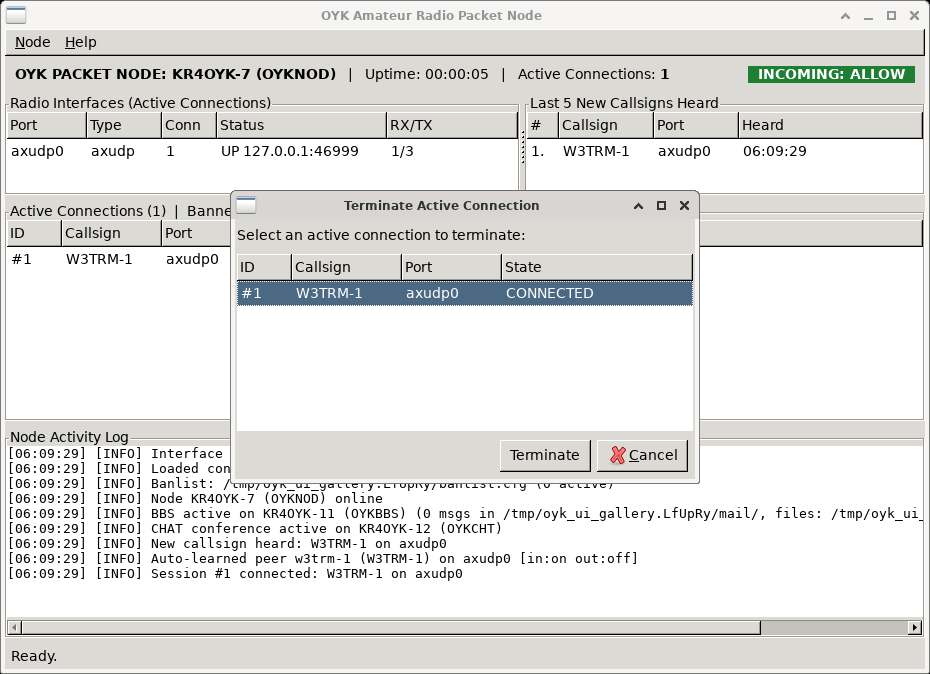 OYK Amateur Radio Packet Node
Node Help
OYK PACKET NODE: KR4OYK-7 (OYKNOD) | Uptime: 00:00:05 | Active Connections: 1 INCOMING: ALLOW
Radio Interfaces (Active Connections)
Port Type Conn Status RX/TX
axudp0 axudp 1 UP 127.0.0.1:46999 1/3
Last 5 New Callsigns Heard
# Callsign Port Heard
1. W3TRM-1 axudp0 06:09:29
Active Connections (1) | Banne
ID Callsign Port
#1 W3TRM-1 axudp0
Terminate Active Connection
Select an active connection to terminate:
ID Callsign Port State
#1 W3TRM-1 axudp0 CONNECTED
Terminate Cancel
Node Activity Log
[06:09:29] [INFO] Interface
[06:09:29] [INFO] Loaded con
[06:09:29] [INFO] Banlist: /tmp/oyk_ui_gallery.LfUpRy/banlist.cfg (0 active)
[06:09:29] [INFO] Node KR4OYK-7 (OYKNOD) online
[06:09:29] [INFO] BBS active on KR4OYK-11 (OYKBBS) (0 msgs in /tmp/oyk_ui_gallery.LfUpRy/mail/, files: /tmp/oyk_ui_
[06:09:29] [INFO] CHAT conference active on KR4OYK-12 (OYKCHT)
[06:09:29] [INFO] New callsign heard: W3TRM-1 on axudp0
[06:09:29] [INFO] Auto-learned peer w3trm-1 (W3TRM-1) on axudp0 [in:on out:off]
[06:09:29] [INFO] Session #1 connected: W3TRM-1 on axudp0
Ready.